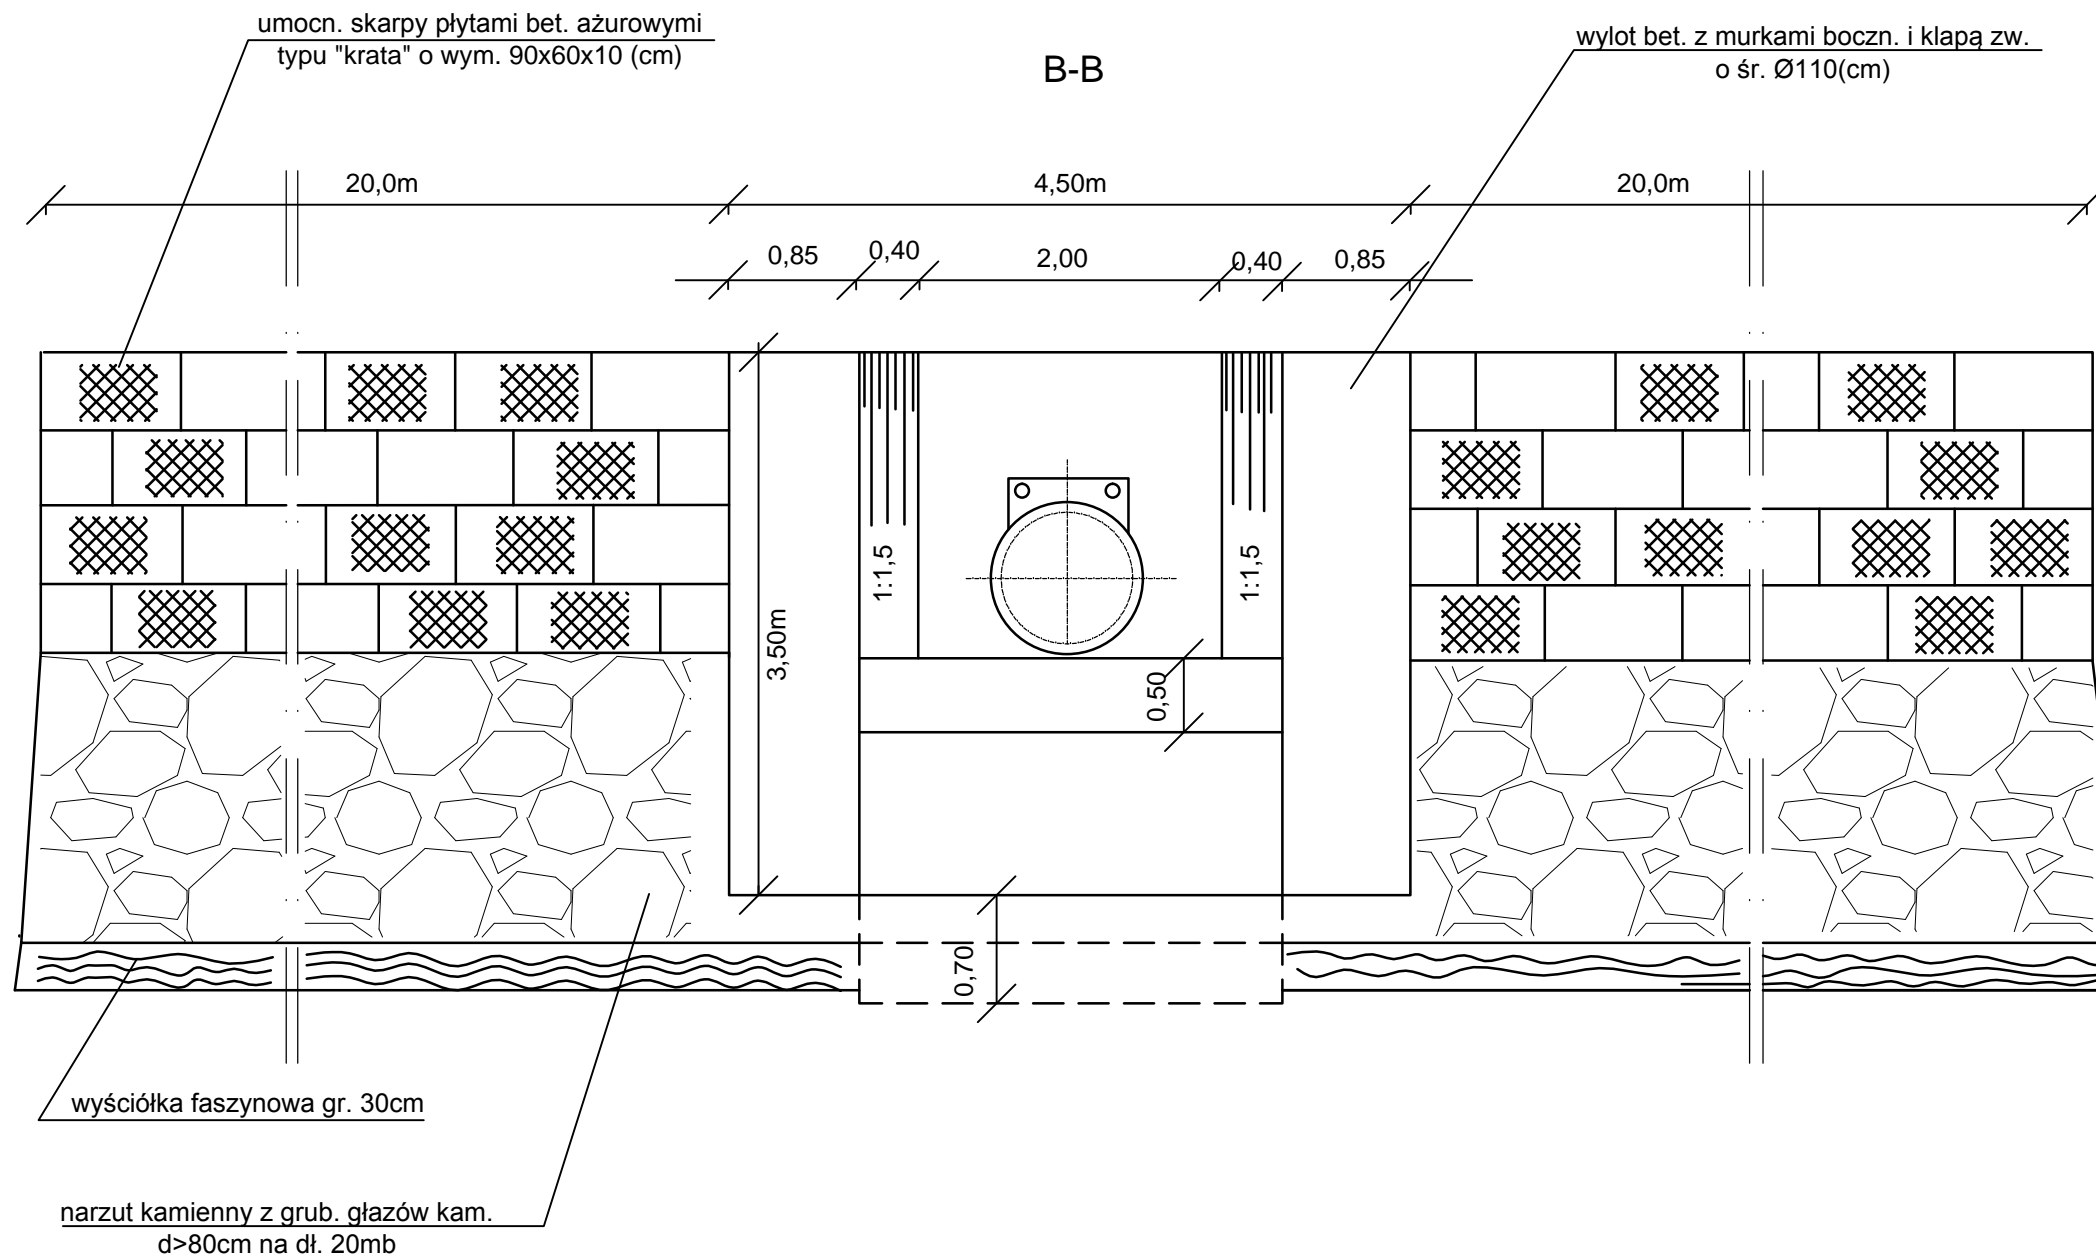 umocn. skarpy płytami bet. ażurowymi
typu "krata" o wym. 90x60x10 (cm)
B-B
wylot bet. z murkami boczn. i klapą zw.
o śr. Ø110(cm)
20,0m
4,50m
20,0m
0,85
0,40
2,00
0,40
0,85
1:1,5
1:1,5
3,50m
0,50
0,70
wyściółka faszynowa gr. 30cm
narzut kamienny z grub. głazów kam.
d>80cm na dł. 20mb